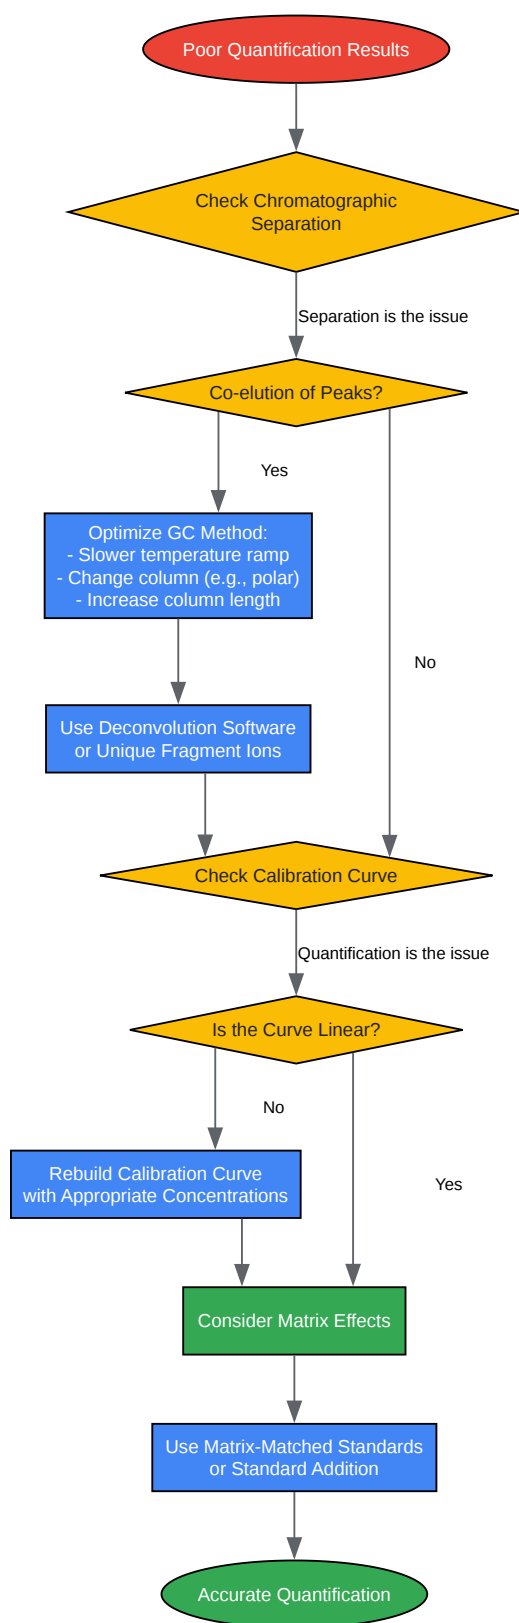 Poor Quantification Results
Check Chromatographic
Separation
Separation is the issue
Co-elution of Peaks?
Yes
Optimize GC Method:
- Slower temperature ramp
- Change column (e.g., polar)
- Increase column length
No
Use Deconvolution Software
or Unique Fragment Ions
Check Calibration Curve
Quantification is the issue
Is the Curve Linear?
No
Rebuild Calibration Curve
with Appropriate Concentrations
Yes
Consider Matrix Effects
Use Matrix-Matched Standards
or Standard Addition
Accurate Quantification